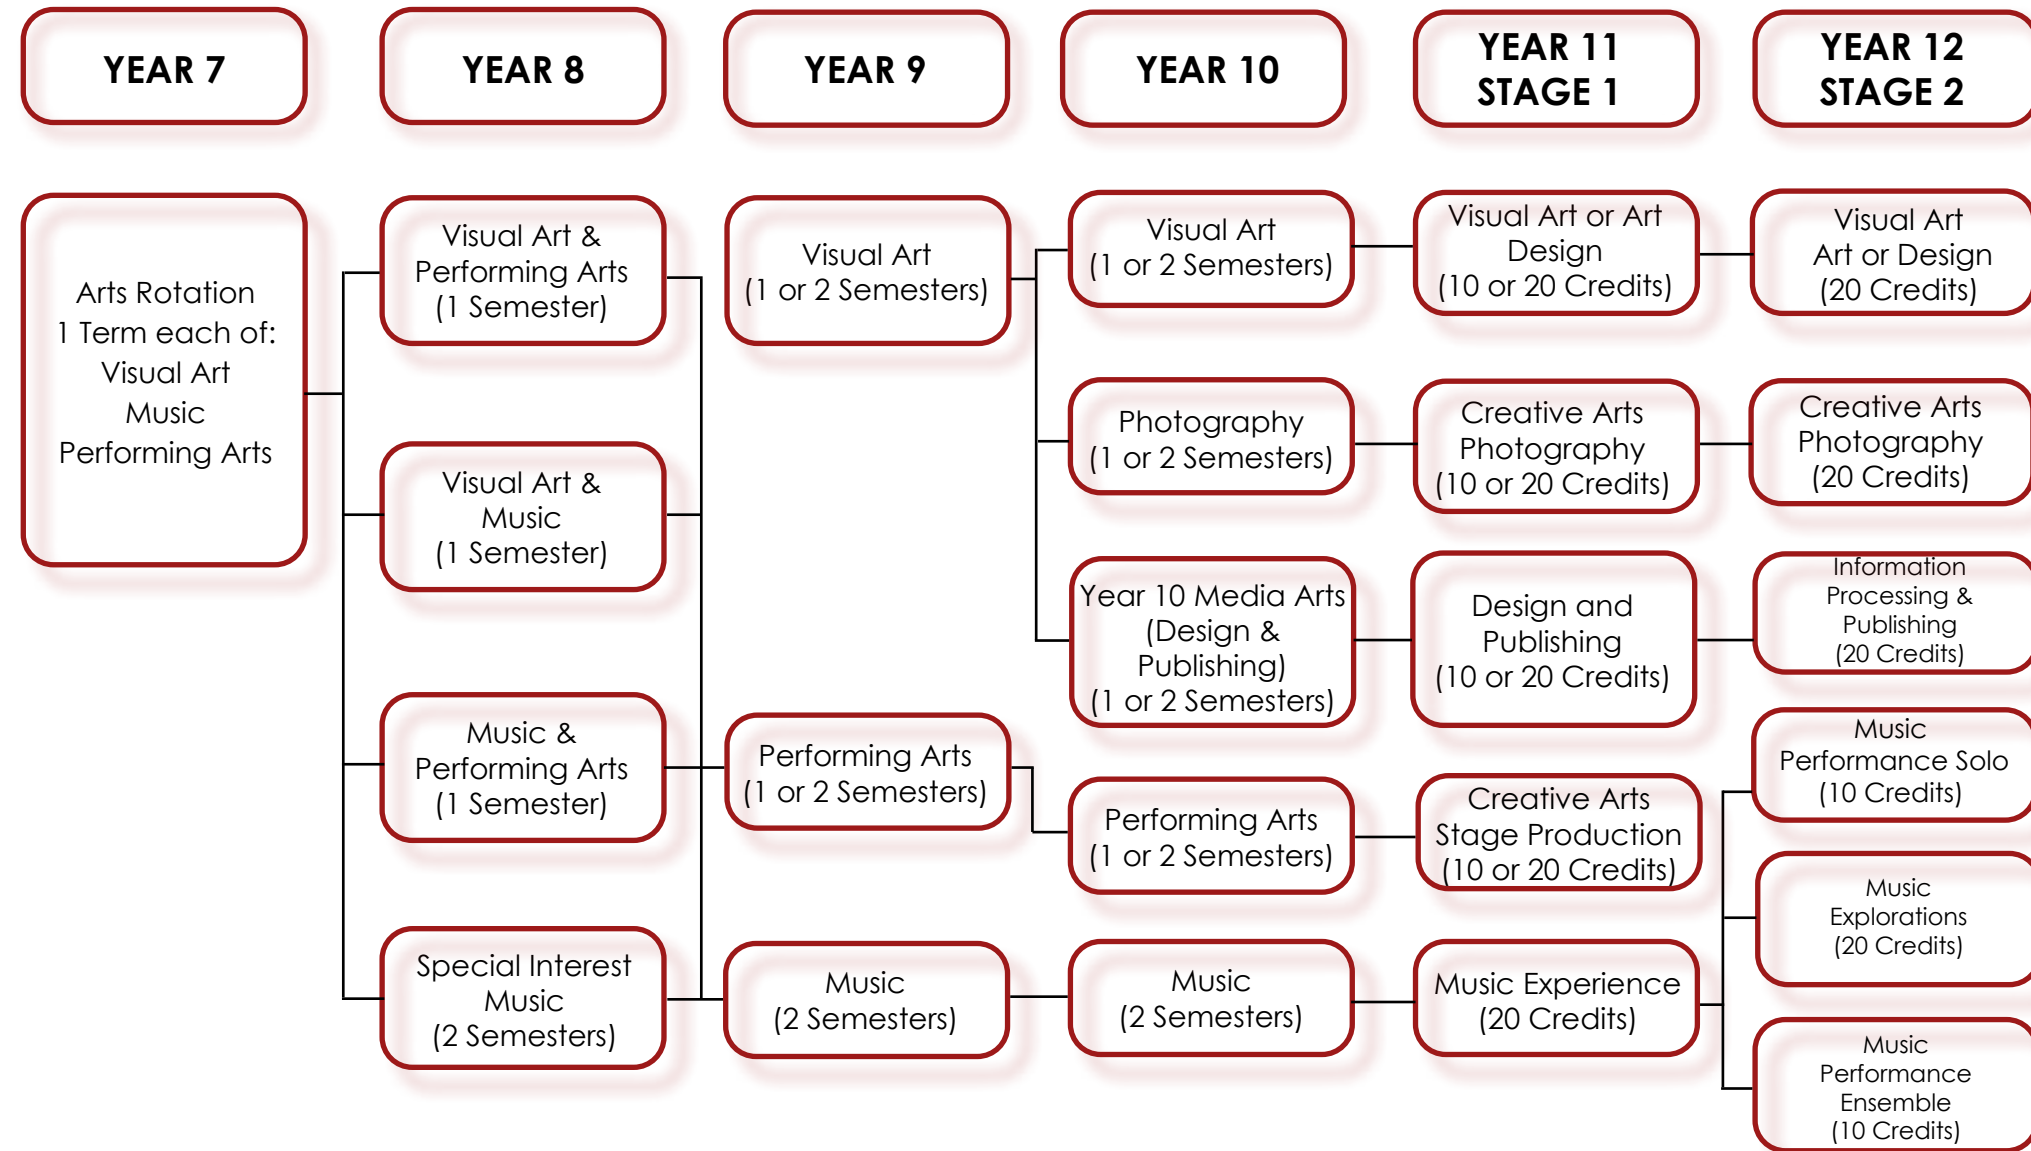 YEAR 7
YEAR 8
YEAR 9
YEAR 10
YEAR 11
STAGE 1
YEAR 12
STAGE 2
Arts Rotation
1 Term each of:
Visual Art
Music
Performing Arts
Visual Art &
Performing Arts
(1 Semester)
Visual Art &
Music
(1 Semester)
Music &
Performing Arts
(1 Semester)
Special Interest
Music
(2 Semesters)
Visual Art
(1 or 2 Semesters)
Performing Arts
(1 or 2 Semesters)
Music
(2 Semesters)
Visual Art
(1 or 2 Semesters)
Photography
(1 or 2 Semesters)
Year 10 Media Arts
(Design &
Publishing)
(1 or 2 Semesters)
Performing Arts
(1 or 2 Semesters)
Music
(2 Semesters)
Visual Art or Art
Design
(10 or 20 Credits)
Creative Arts
Photography
(10 or 20 Credits)
Design and
Publishing
(10 or 20 Credits)
Creative Arts
Stage Production
(10 or 20 Credits)
Music Experience
(20 Credits)
Visual Art
Art or Design
(20 Credits)
Creative Arts
Photography
(20 Credits)
Information
Processing &
Publishing
(20 Credits)
Music
Performance Solo
(10 Credits)
Music
Explorations
(20 Credits)
Music
Performance
Ensemble
(10 Credits)